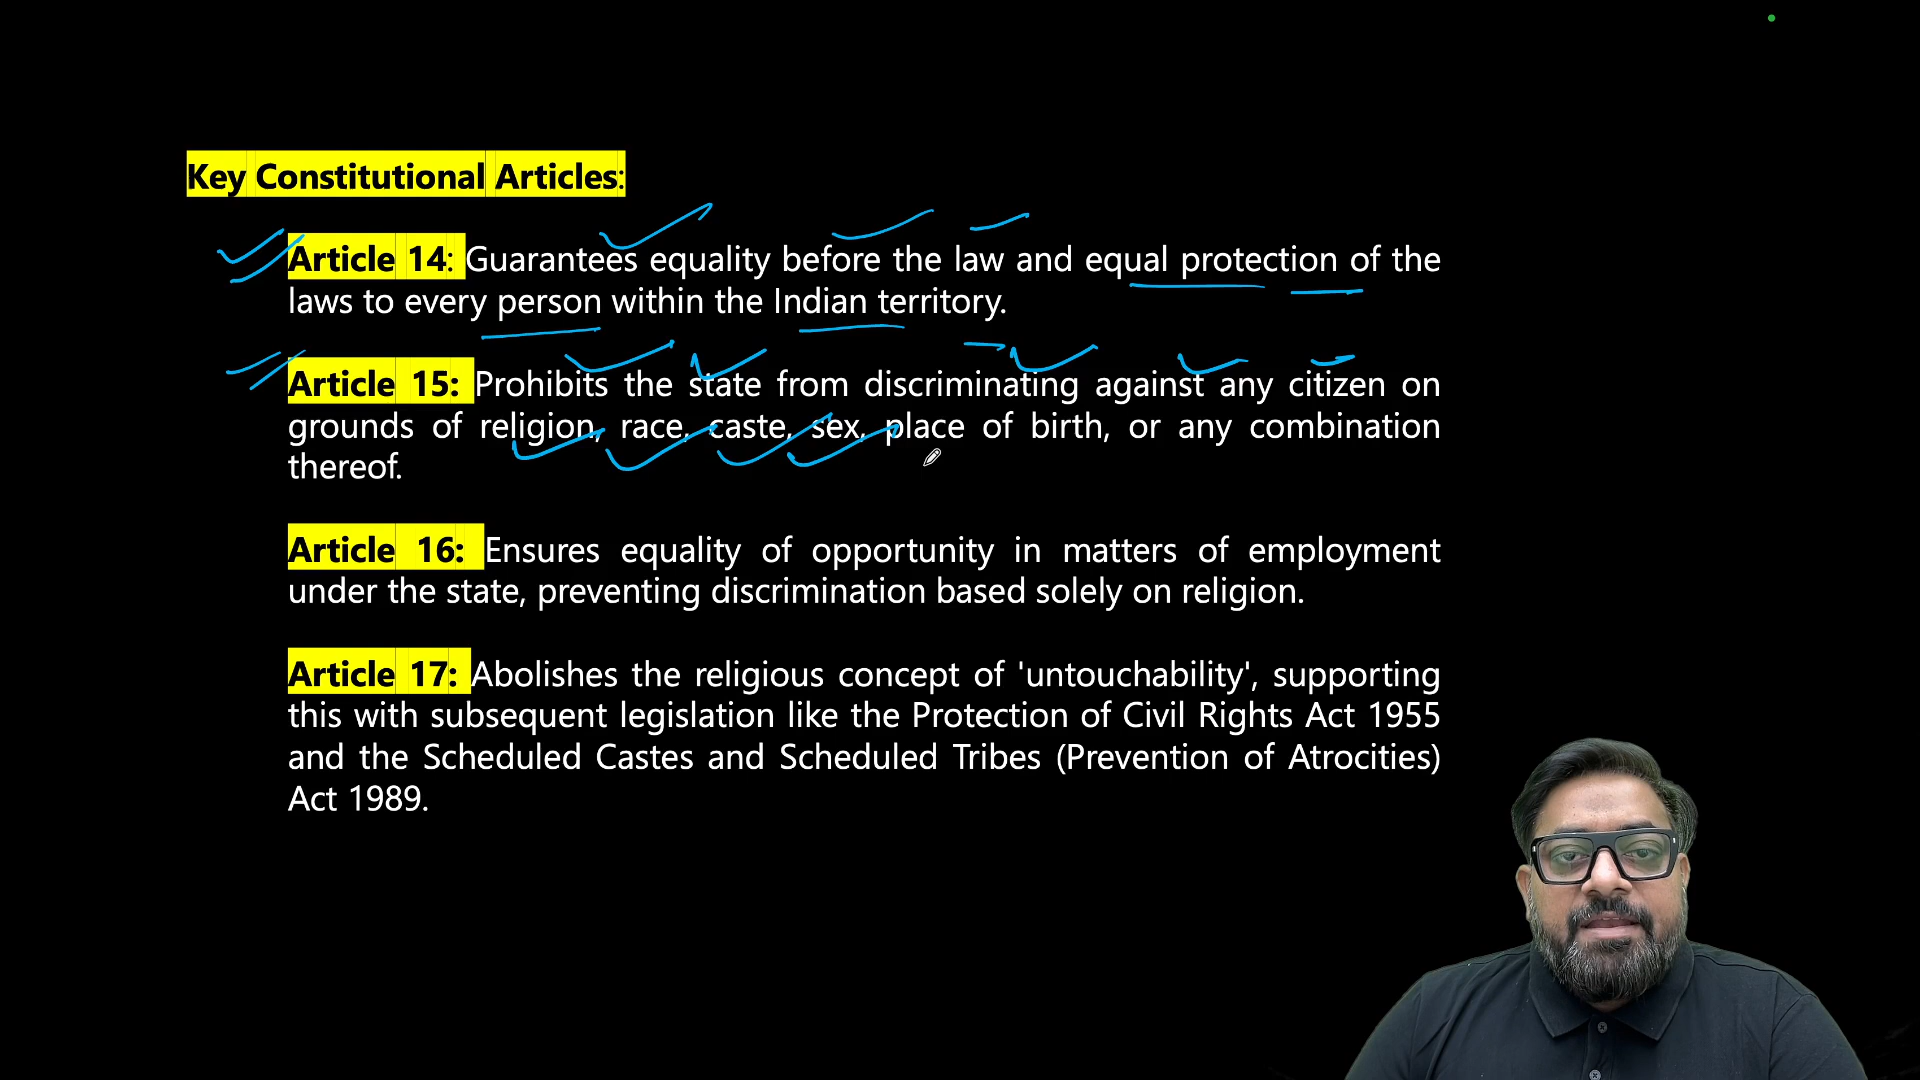 Key Constitutional Articles:
Article 14: Guarantees equality before the law and equal protection of the
laws to every person within the Indian territory.
Article 15: Prohibits the state from discriminating against any citizen on
grounds of religion, race, caste, sex, place of birth, or any combination
thereof.
Article 16: Ensures equality of opportunity in matters of employment
under the state, preventing discrimination based solely on religion.
Article 17: Abolishes the religious concept of 'untouchability', supporting
this with subsequent legislation like the Protection of Civil Rights Act 1955
and the Scheduled Castes and Scheduled Tribes (Prevention of Atrocities)
Act 1989.